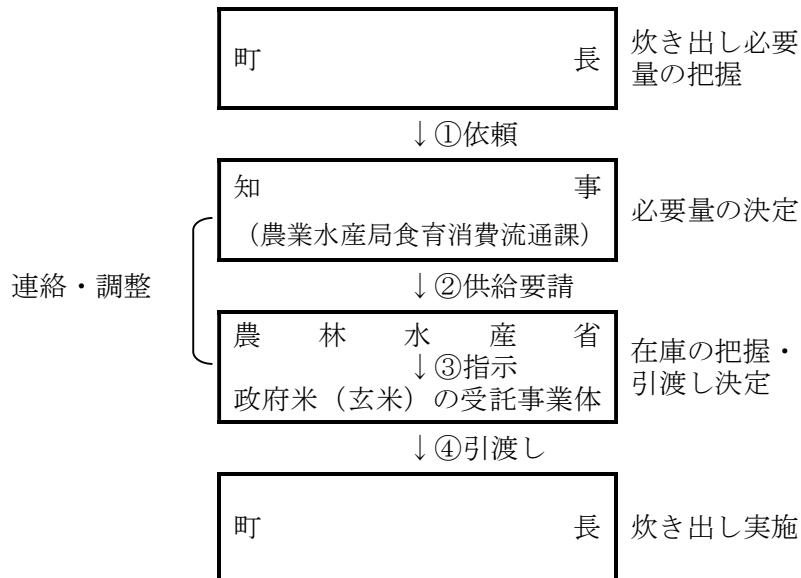 町長
炊き出し必要
量の把握
↓①依頼
知事
（農業水産局食育消費流通課）
必要量の決定
連絡・調整
↓②供給要請
農林水産省
↓③指示
政府米（玄米）の受託事業体
在庫の把握・
引渡し決定
↓④引渡し
町長
炊き出し実施